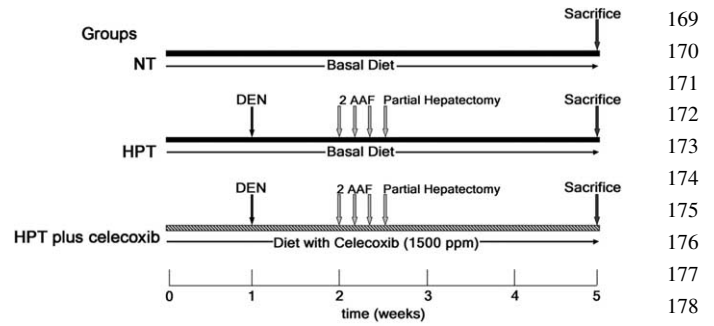 Sacrifice 169
Groups 170
NT
Basal Diet
171
DEN 2 AAF Partial Hepatectomy Sacrifice 172
HPT
Basal Diet 173
174
DEN 2 AAF Partial Hepatectomy Sacrifice 175
HPT plus celecoxib
Diet with Celecoxib (1500 ppm) 176
177
0 1 2 3 4 5
time (weeks) 178